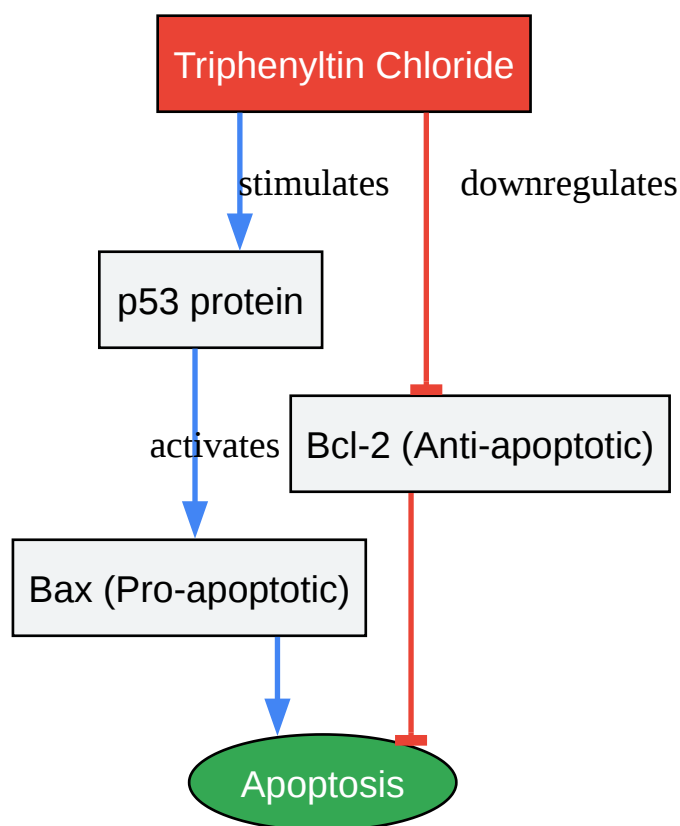 Triphenyltin Chloride
stimulates
downregulates
p53 protein
activates
Bcl-2 (Anti-apoptotic)
Bax (Pro-apoptotic)
Apoptosis